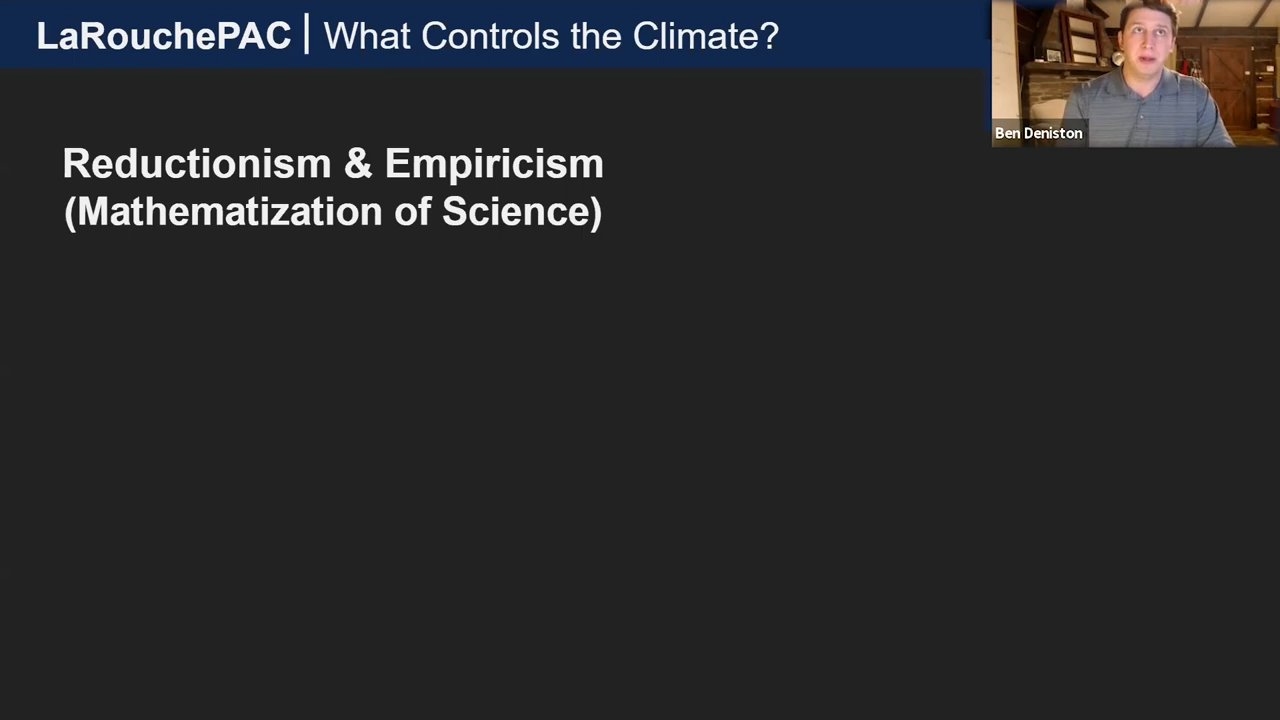 LaRouchePAC | What Controls the Climate?
Ben Deniston
Reductionism & Empiricism
(Mathematization of Science)